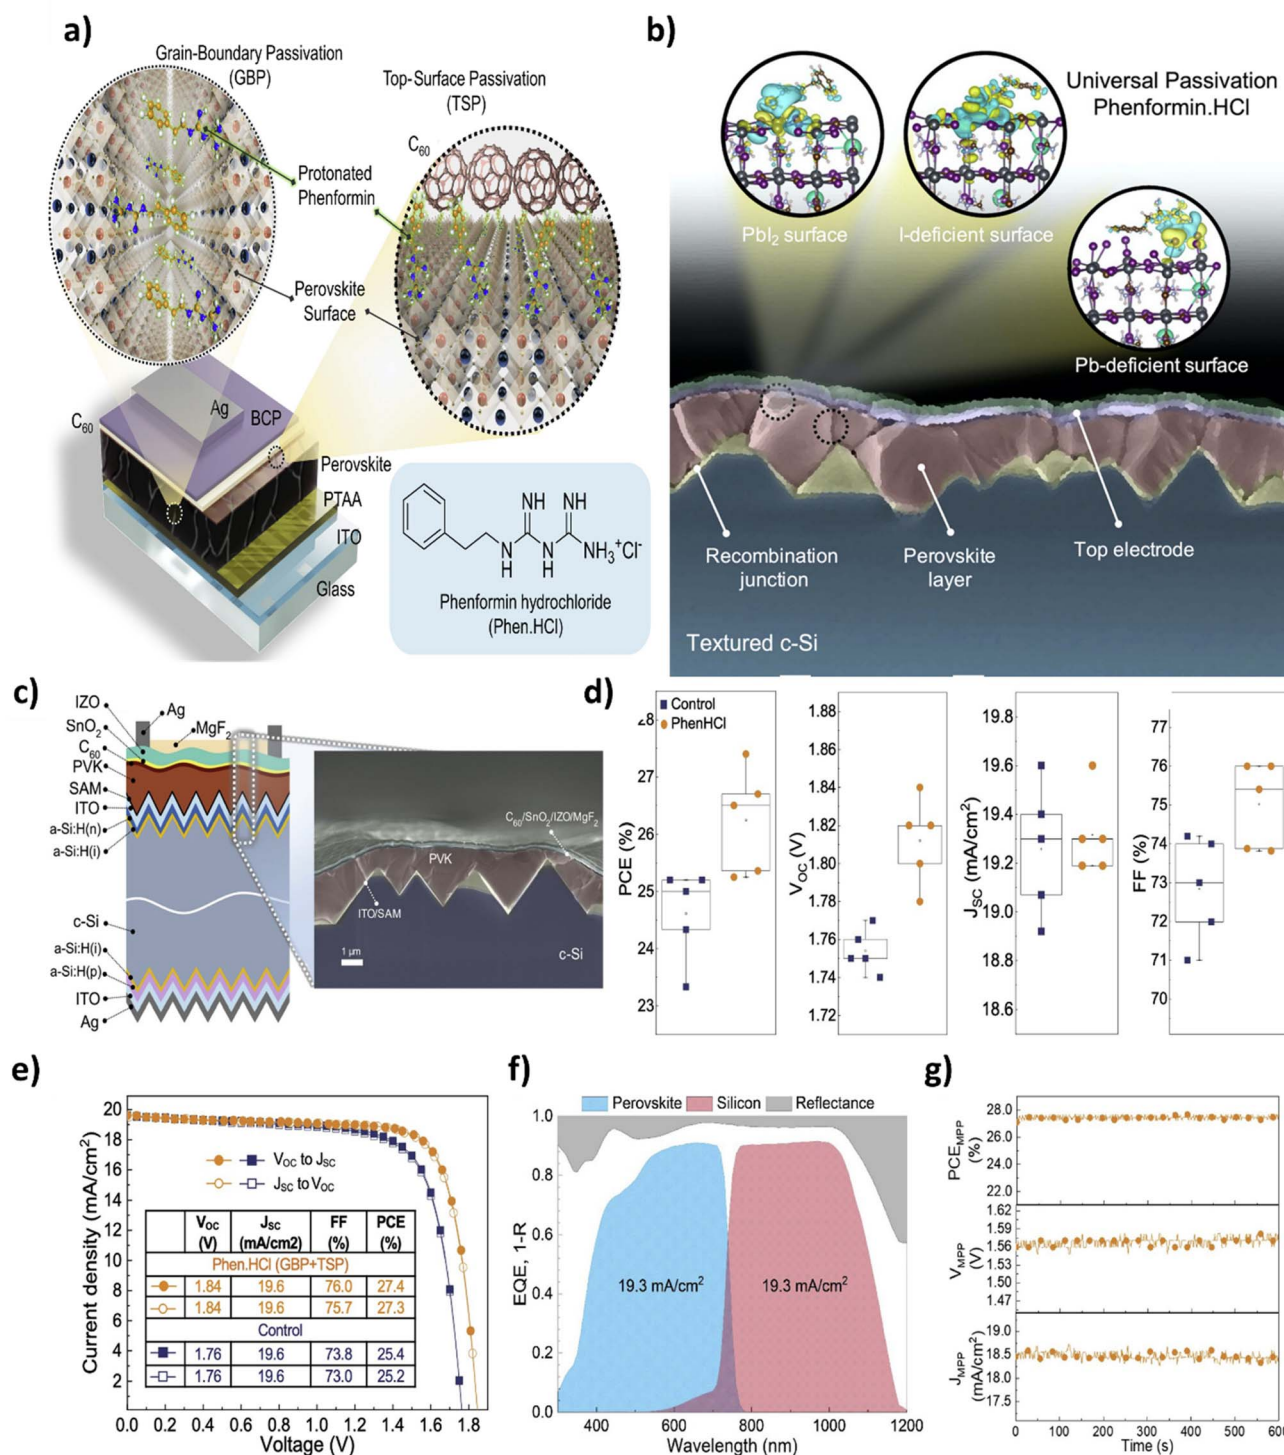 a)
Grain-Boundary Passivation
(GBP)
Top-Surface Passivation
(TSP)
C60
Protonated
Phenformin
Perovskite
Surface
Ag
BCP
C60
Perovskite
PTAA
ITO
Glass
NH NH
N N NH3+Cl-
H H
Phenformin hydrochloride
(Phen.HCl)
b)
Universal Passivation
Phenformin.HCl
PbI2 surface
I-deficient surface
Pb-deficient surface
Recombination
junction
Perovskite
layer
Top electrode
Textured c-Si
c)
IZO
Ag
SnO2
MgF2
C60
PVK
SAM
ITO
a-Si:H(n)
a-Si:H(i)
c-Si
a-Si:H(i)
a-Si:H(p)
ITO
Ag
C60/SnO2/IZO/MgF2
PVK
ITO/SAM
1 µm
c-Si
d)
Control
PhenHCl
PCE (%)
28
27
26
25
24
23
VOC (V)
1.88
1.86
1.84
1.82
1.80
1.78
1.76
1.74
1.72
JSC (mA/cm2)
19.8
19.6
19.4
19.2
19.0
18.8
18.6
FF (%)
77
76
75
74
73
72
71
70
e)
Current density (mA/cm2)
20
18
16
14
12
10
8
6
4
2
VOC to JSC
JSC to VOC
VOC JSC FF PCE
(V) (mA/cm2) (%) (%)
Phen.HCl (GBP+TSP)
1.84 19.6 76.0 27.4
1.84 19.6 75.7 27.3
Control
1.76 19.6 73.8 25.4
1.76 19.6 73.0 25.2
0.0 0.2 0.4 0.6 0.8 1.0 1.2 1.4 1.6 1.8
Voltage (V)
f)
Perovskite Silicon Reflectance
EQE, 1-R
1.0
0.8
0.6
0.4
0.2
0.0
19.3 mA/cm2 19.3 mA/cm2
400 600 800 1000 1200
Wavelength (nm)
g)
PCEMPP
(%)
28.0
26.0
24.0
22.0
VMPP
(V)
1.62
1.59
1.56
1.53
1.50
1.47
JMPP
(mA/cm2)
19.0
18.5
18.0
17.5
0 100 200 300 400 500 600
Time (s)